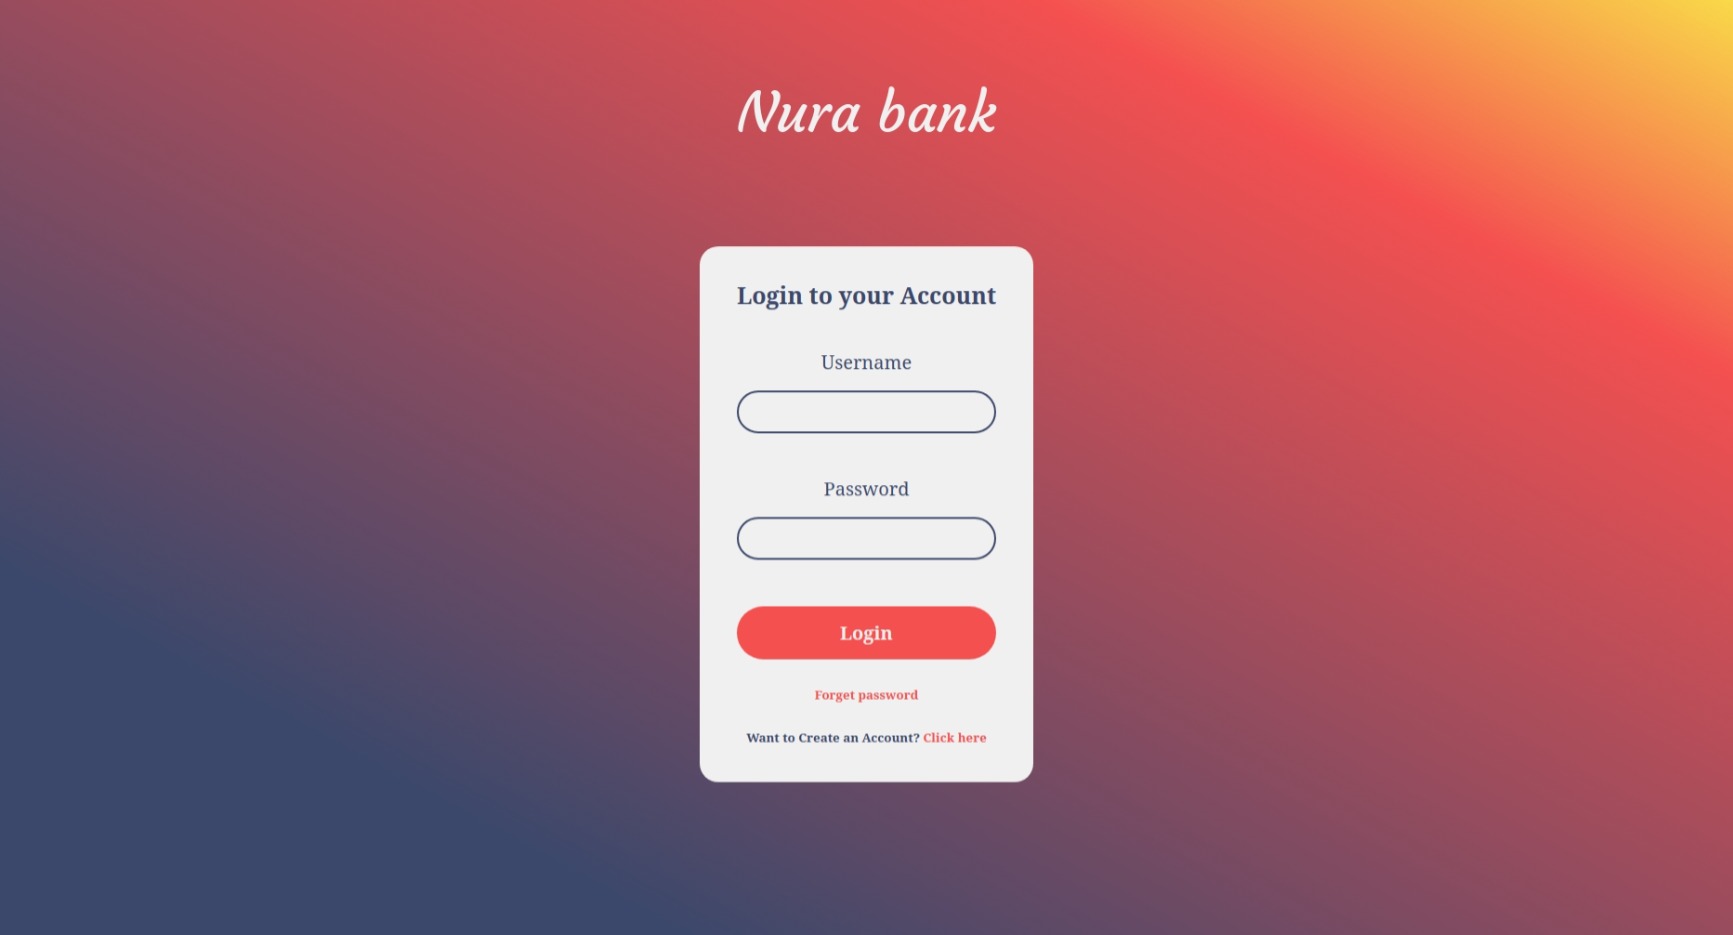 Nura bank
Login to your Account
Username
Password
Login
Forget password
Want to Create an Account? Click here